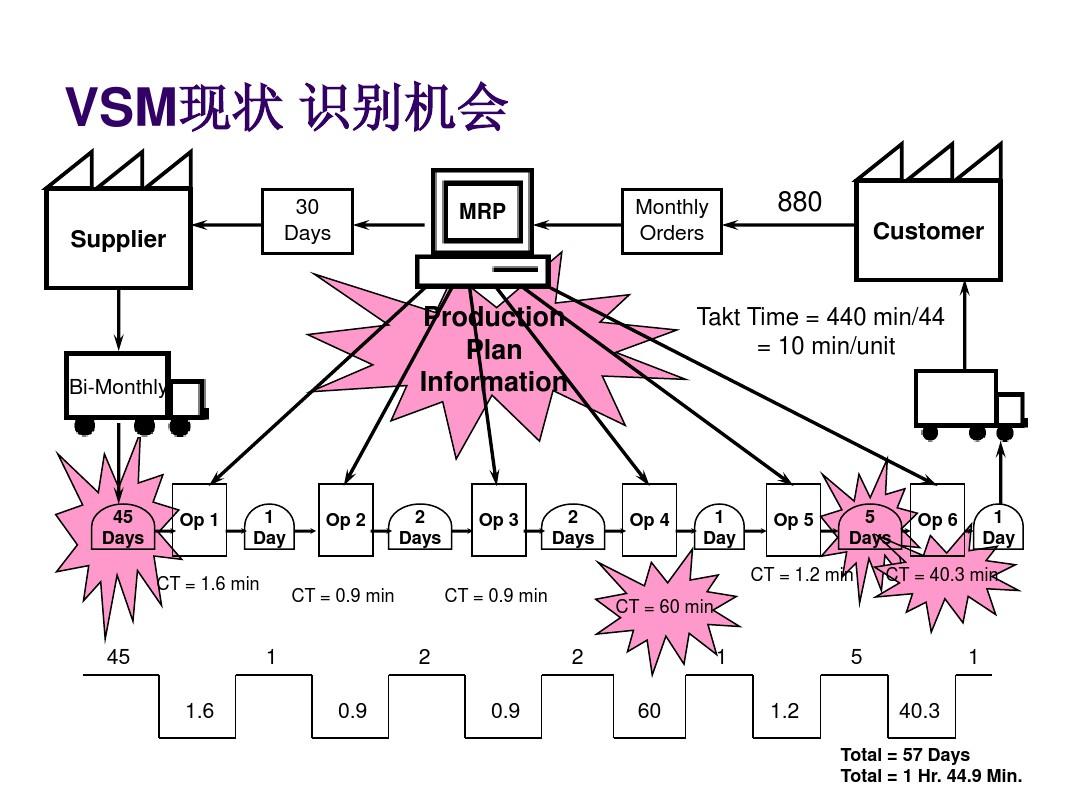 VSM现状 识别机会
Supplier
30
Days
MRP
Monthly
Orders
880
Customer
Production
Plan
Information
Takt Time = 440 min/44
= 10 min/unit
Bi-Monthly
45
Days
Op 1
1
Day
Op 2
2
Days
Op 3
2
Days
Op 4
1
Day
Op 5
5
Days
Op 6
1
Day
CT = 1.6 min
CT = 0.9 min
CT = 0.9 min
CT = 60 min
CT = 1.2 min
CT = 40.3 min
45
1
2
2
1
5
1
1.6
0.9
0.9
60
1.2
40.3
Total = 57 Days
Total = 1 Hr. 44.9 Min.